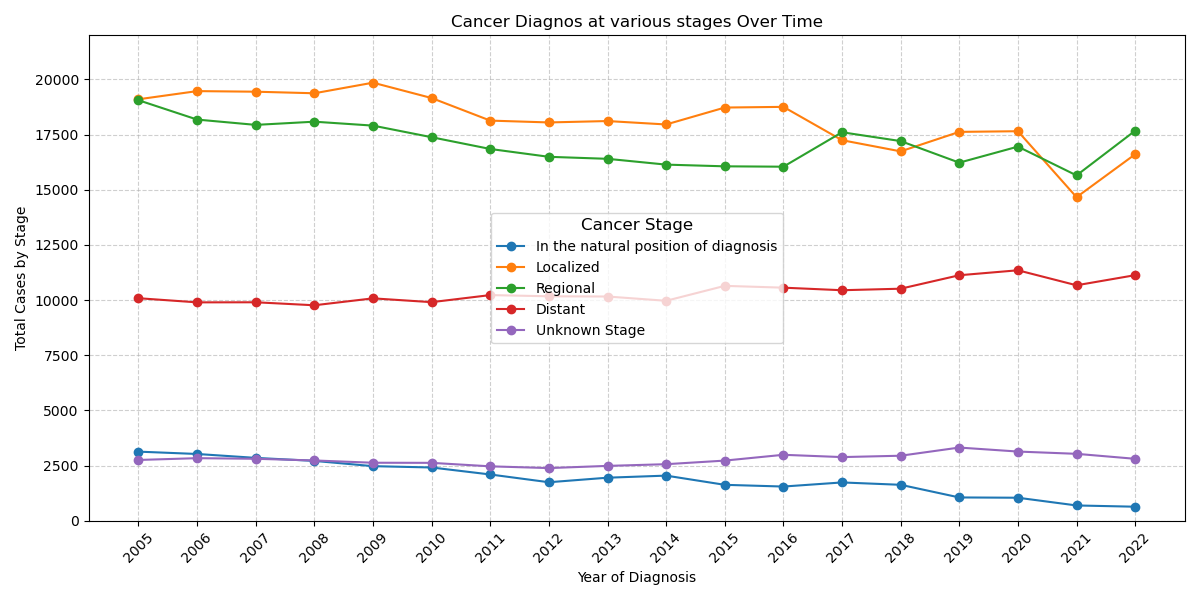 Cancer Diagnos at various stages Over Time
Total Cases by Stage
20000
17500
15000
12500
10000
7500
5000
2500
0
Cancer Stage
In the natural position of diagnosis
Localized
Regional
Distant
Unknown Stage
2005 2006 2007 2008 2009 2010 2011 2012 2013 2014 2015 2016 2017 2018 2019 2020 2021 2022
Year of Diagnosis